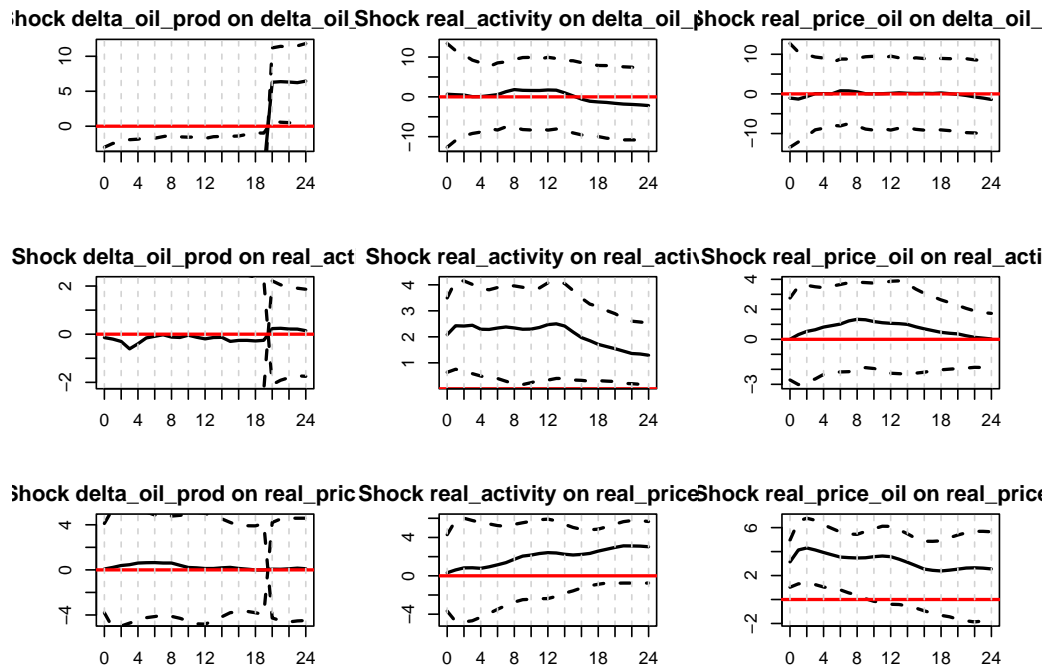 Shock delta_oil_prod on delta_oil_ Shock real_activity on delta_oil_p Shock real_price_oil on delta_oil_
10
5
0
10
0
−10
10
0
−10
0 4 8 12 18 24
0 4 8 12 18 24
0 4 8 12 18 24
Shock delta_oil_prod on real_act Shock real_activity on real_activ Shock real_price_oil on real_acti
2
0
−2
4
3
2
1
4
2
0
−3
0 4 8 12 18 24
0 4 8 12 18 24
0 4 8 12 18 24
Shock delta_oil_prod on real_pric Shock real_activity on real_price Shock real_price_oil on real_price
4
0
−4
4
0
−4
6
2
−2
0 4 8 12 18 24
0 4 8 12 18 24
0 4 8 12 18 24